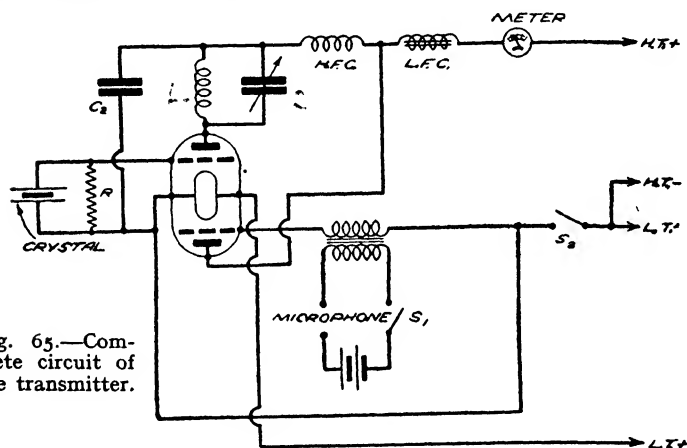 METER
H.F.C.
L.F.C.
H.T.+
C2
R
CRYSTAL
H.T.-
S2
MICROPHONE
S1
L.T.+
g. 65.—Com-
ete circuit of
e transmitter.